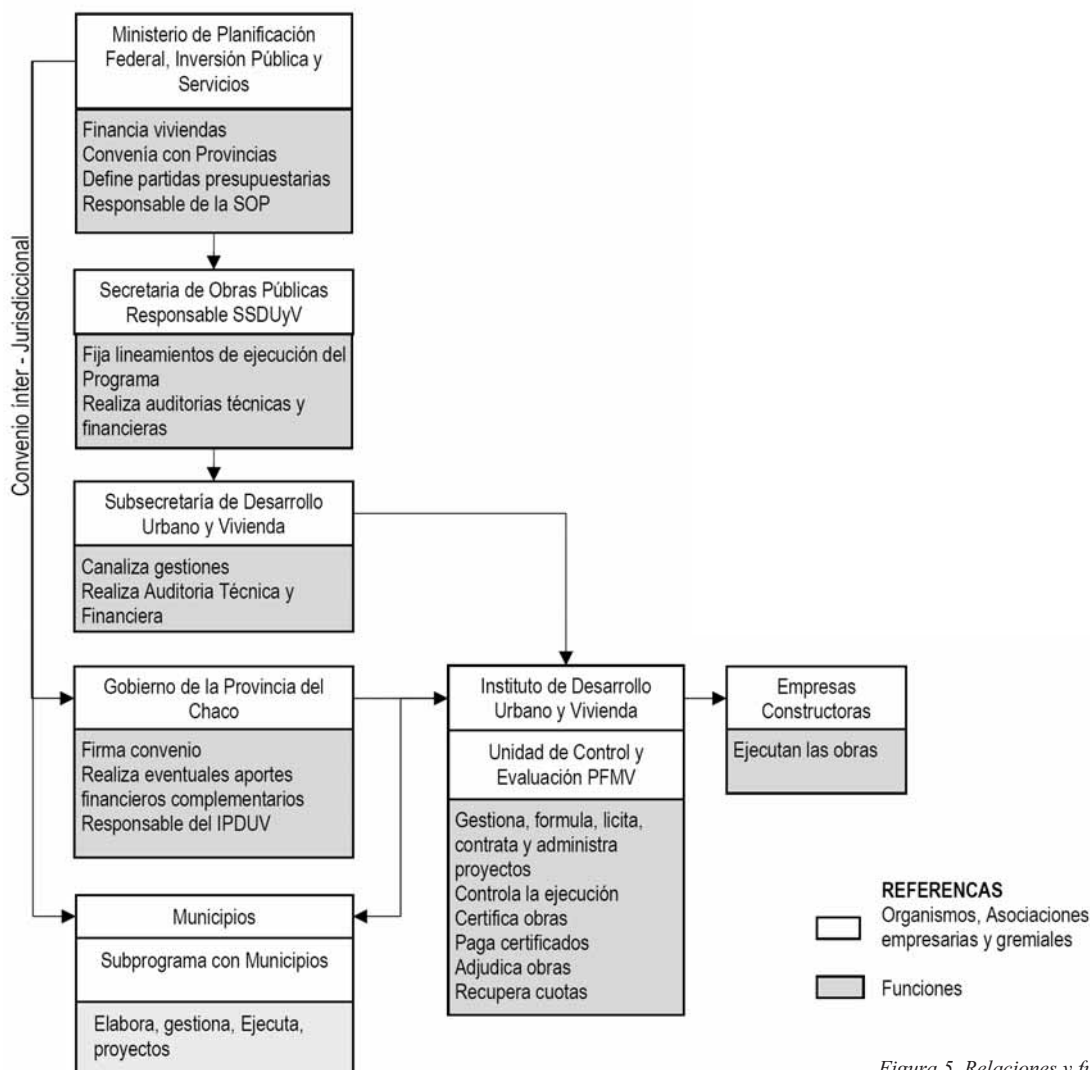 Ministerio de Planificación
Federal, Inversión Pública y
Servicios
Financia viviendas
Convenía con Provincias
Define partidas presupuestarias
Responsable de la SOP
Convenio inter - Jurisdiccional
Secretaria de Obras Públicas
Responsable SSDUyV
Fija lineamientos de ejecución del
Programa
Realiza auditorias técnicas y
financieras
Subsecretaría de Desarrollo
Urbano y Vivienda
Canaliza gestiones
Realiza Auditoria Técnica y
Financiera
Gobierno de la Provincia del
Chaco
Firma convenio
Realiza eventuales aportes
financieros complementarios
Responsable del IPDUV
Municipios
Subprograma con Municipios
Elabora, gestiona, Ejecuta,
proyectos
Instituto de Desarrollo
Urbano y Vivienda
Unidad de Control y
Evaluación PFMV
Gestiona, formula, licita,
contrata y administra
proyectos
Controla la ejecución
Certifica obras
Paga certificados
Adjudica obras
Recupera cuotas
Empresas
Constructoras
Ejecutan las obras
REFERENCAS
Organismos, Asociaciones
empresarias y gremiales
Funciones
Figura 5. Relaciones y